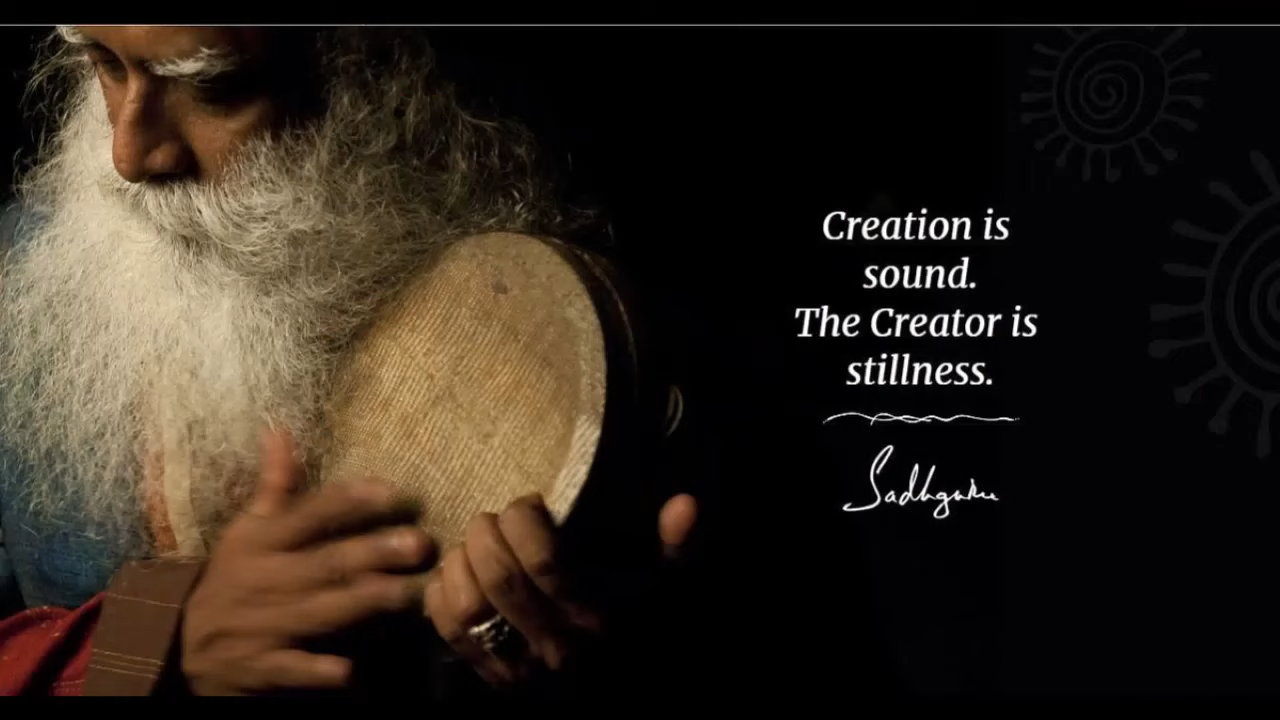 Creation is
sound.
The Creator is
stillness.
Sadhguru